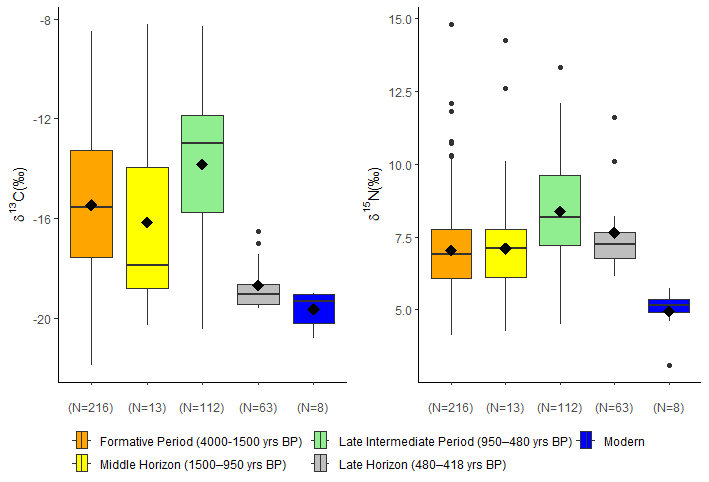 δ13C(‰)
-8
-12
-16
-20
(N=216) (N=13) (N=112) (N=63) (N=8)
δ15N(‰)
15.0
12.5
10.0
7.5
5.0
(N=216) (N=13) (N=112) (N=63) (N=8)
Formative Period (4000-1500 yrs BP) Late Intermediate Period (950–480 yrs BP) Modern
Middle Horizon (1500–950 yrs BP) Late Horizon (480–418 yrs BP)